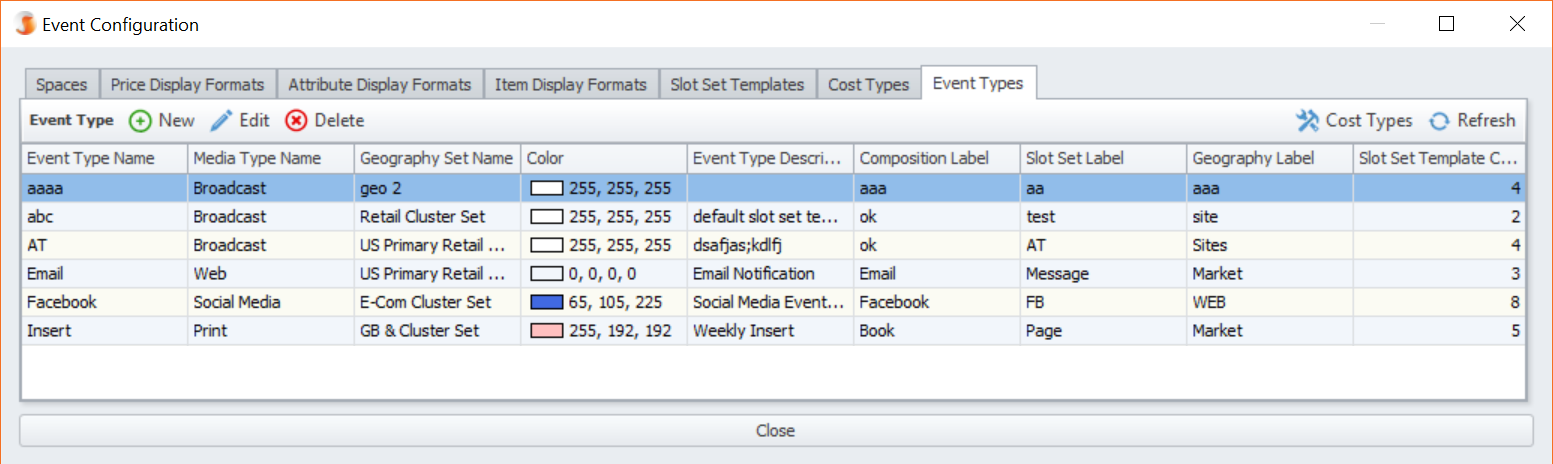 Event Configuration
Spaces Price Display Formats Attribute Display Formats Item Display Formats Slot Set Templates Cost Types Event Types
Event Type New Edit Delete Cost Types Refresh
Event Type Name Media Type Name Geography Set Name Color Event Type Descri... Composition Label Slot Set Label Geography Label Slot Set Template C...
aaaa Broadcast geo 2 255, 255, 255 aaa aa aaa 4
abc Broadcast Retail Cluster Set 255, 255, 255 default slot set te... ok test site 2
AT Broadcast US Primary Retail ... 255, 255, 255 dsafjas;kdlfj ok AT Sites 4
Email Web US Primary Retail ... 0, 0, 0, 0 Email Notification Email Message Market 3
Facebook Social Media E-Com Cluster Set 65, 105, 225 Social Media Event... Facebook FB WEB 8
Insert Print GB & Cluster Set 255, 192, 192 Weekly Insert Book Page Market 5
Close